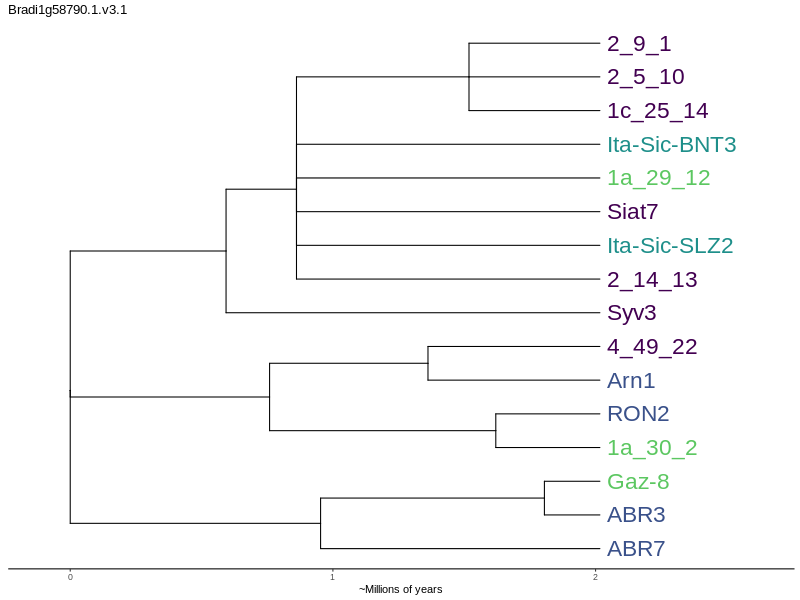 Bradi1g58790.1.v3.1
2_9_1
2_5_10
1c_25_14
Ita-Sic-BNT3
1a_29_12
Siat7
Ita-Sic-SLZ2
2_14_13
Syv3
4_49_22
Arn1
RON2
1a_30_2
Gaz-8
ABR3
ABR7
0 1 2
~Millions of years